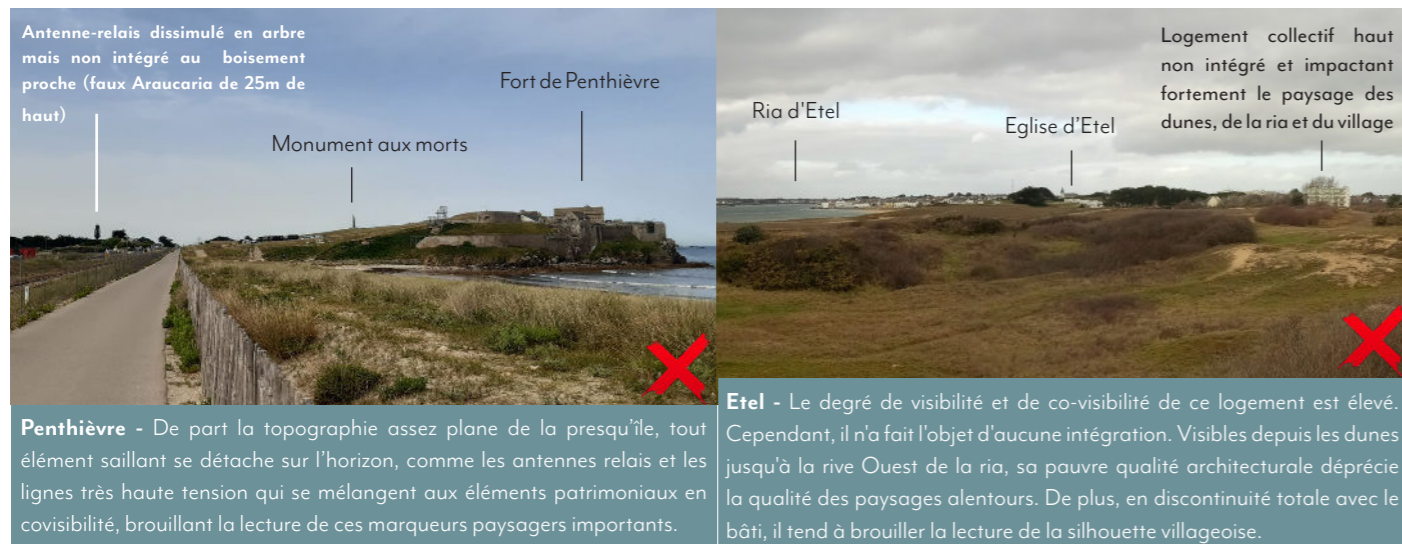 Antenne-relais dissimulé en arbre
mais non intégré au boisement
proche (faux Araucaria de 25m de
haut)
Monument aux morts
Fort de Penthièvre
Penthièvre - De part la topographie assez plane de la presqu'île, tout
élément saillant se détache sur l'horizon, comme les antennes relais et les
lignes très haute tension qui se mélangent aux éléments patrimoniaux en
covisibilité, brouillant la lecture de ces marqueurs paysagers importants.
Ria d'Etel
Eglise d'Etel
Logement collectif haut
non intégré et impactant
fortement le paysage des
dunes, de la ria et du village
Etel - Le degré de visibilité et de co-visibilité de ce logement est élevé.
Cependant, il n'a fait l'objet d'aucune intégration. Visibles depuis les dunes
jusqu'à la rive Ouest de la ria, sa pauvre qualité architecturale déprécie
la qualité des paysages alentours. De plus, en discontinuité totale avec le
bâti, il tend à brouiller la lecture de la silhouette villageoise.